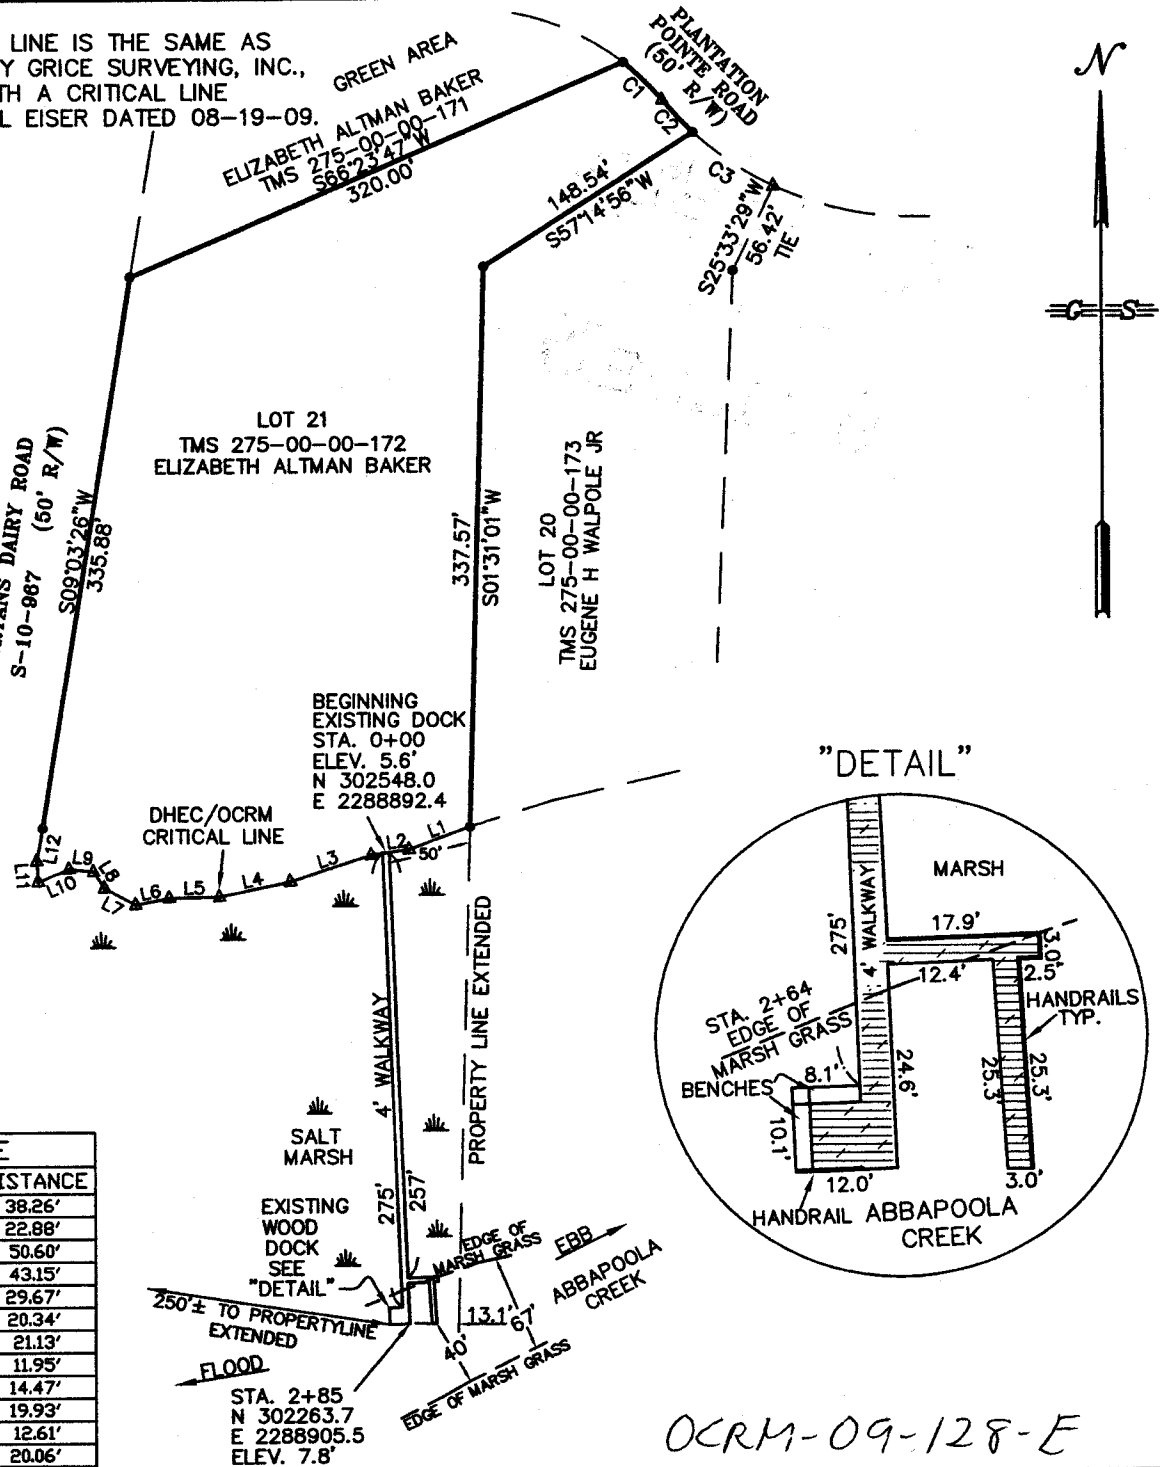 LINE IS THE SAME AS
Y GRICE SURVEYING, INC.,
TH A CRITICAL LINE
L EISER DATED 08-19-09.
GREEN AREA
ELIZABETH ALTMAN BAKER
TMS 275-00-00-171
S66°23'47"W
320.00'
PLANTATION
POINTE ROAD
(50' R/W)
C1
C2
C3
148.54'
S57°14'56"W
S25°33'29"W
56.42'
TIE
N
G S
LOT 21
TMS 275-00-00-172
ELIZABETH ALTMAN BAKER
DAIRY ROAD
S-10-967 (50' R/W)
S09°03'26"W
335.88'
337.57'
S01°31'01"W
LOT 20
TMS 275-00-00-173
EUGENE H WALPOLE JR
BEGINNING
EXISTING DOCK
STA. 0+00
ELEV. 5.6'
N 302548.0
E 2288892.4
DHEC/OCRM
CRITICAL LINE
L12
L11
L10
L9
L8
L7
L6
L5
L4
L3
L2
L1
50'
PROPERTY LINE EXTENDED
4' WALKWAY
275'
257'
SALT
MARSH
EXISTING
WOOD
DOCK
SEE
"DETAIL"
EDGE OF
MARSH GRASS
EBB
ABBAPOOLA
CREEK
250'± TO PROPERTYLINE
EXTENDED
13.1'
67'
40'
EDGE OF MARSH GRASS
FLOOD
STA. 2+85
N 302263.7
E 2288905.5
ELEV. 7.8'
"DETAIL"
MARSH
275'
4' WALKWAY
17.9'
3.0'
12.4'
2.5'
HANDRAILS
TYP.
STA. 2+64
EDGE OF
MARSH GRASS
BENCHES
8.1'
24.6'
25.3'
25.3'
10.1'
12.0'
3.0'
HANDRAIL
ABBAPOOLA
CREEK
E
ISTANCE
38.26'
22.88'
50.60'
43.15'
29.67'
20.34'
21.13'
11.95'
14.47'
19.93'
12.61'
20.06'
OCRM-09-128-E